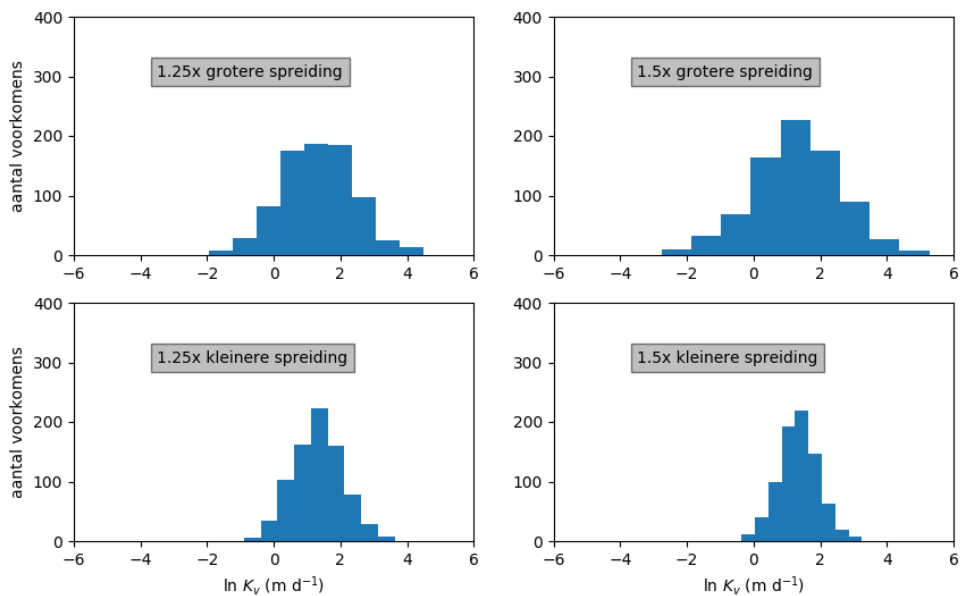 400
300
200
100
0
aantal voorkomens
1.25x grotere spreiding
−6 −4 −2 0 2 4 6
400
300
200
100
0
1.5x grotere spreiding
−6 −4 −2 0 2 4 6
400
300
200
100
0
aantal voorkomens
1.25x kleinere spreiding
−6 −4 −2 0 2 4 6
ln Kᵥ (m d⁻¹)
400
300
200
100
0
1.5x kleinere spreiding
−6 −4 −2 0 2 4 6
ln Kᵥ (m d⁻¹)